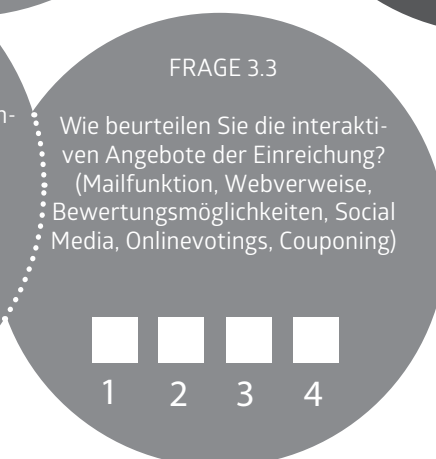 FRAGE 3.3
n-
Wie beurteilen Sie die interakti-
ven Angebote der Einreichung?
(Mailfunktion, Webverweise,
Bewertungsmöglichkeiten, Social
Media, Onlinevotings, Couponing)
1 2 3 4